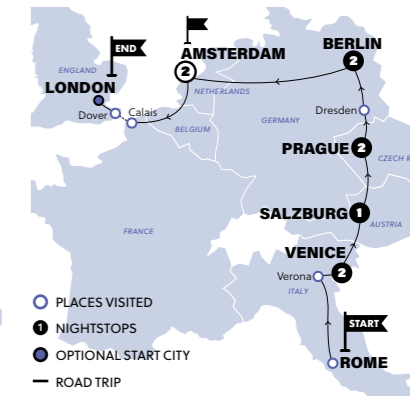 END
AMSTERDAM
BERLIN
2
2
ENGLAND
LONDON
NETHERLANDS
Dover
Calais
Dresden
BELGIUM
GERMANY
PRAGUE
2
CZECH R
SALZBURG
1
AUSTRIA
FRANCE
VENICE
2
Verona
ITALY
PLACES VISITED
1 NIGHTSTOPS
START
OPTIONAL START CITY
ROME
ROAD TRIP